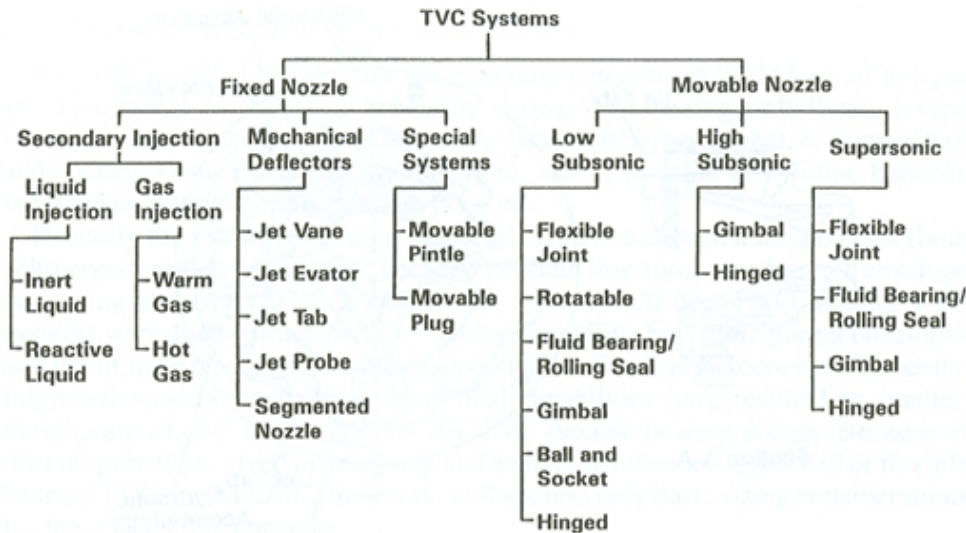 TVC Systems
Fixed Nozzle
Movable Nozzle
Secondary Injection
Mechanical
Deflectors
Special
Systems
Low
Subsonic
High
Subsonic
Supersonic
Liquid
Injection
Gas
Injection
Inert
Liquid
Reactive
Liquid
Warm
Gas
Hot
Gas
Jet Vane
Jet Evator
Jet Tab
Jet Probe
Segmented
Nozzle
Movable
Pintle
Movable
Plug
Flexible
Joint
Rotatable
Fluid Bearing/
Rolling Seal
Gimbal
Ball and
Socket
Hinged
Gimbal
Hinged
Flexible
Joint
Fluid Bearing/
Rolling Seal
Gimbal
Hinged